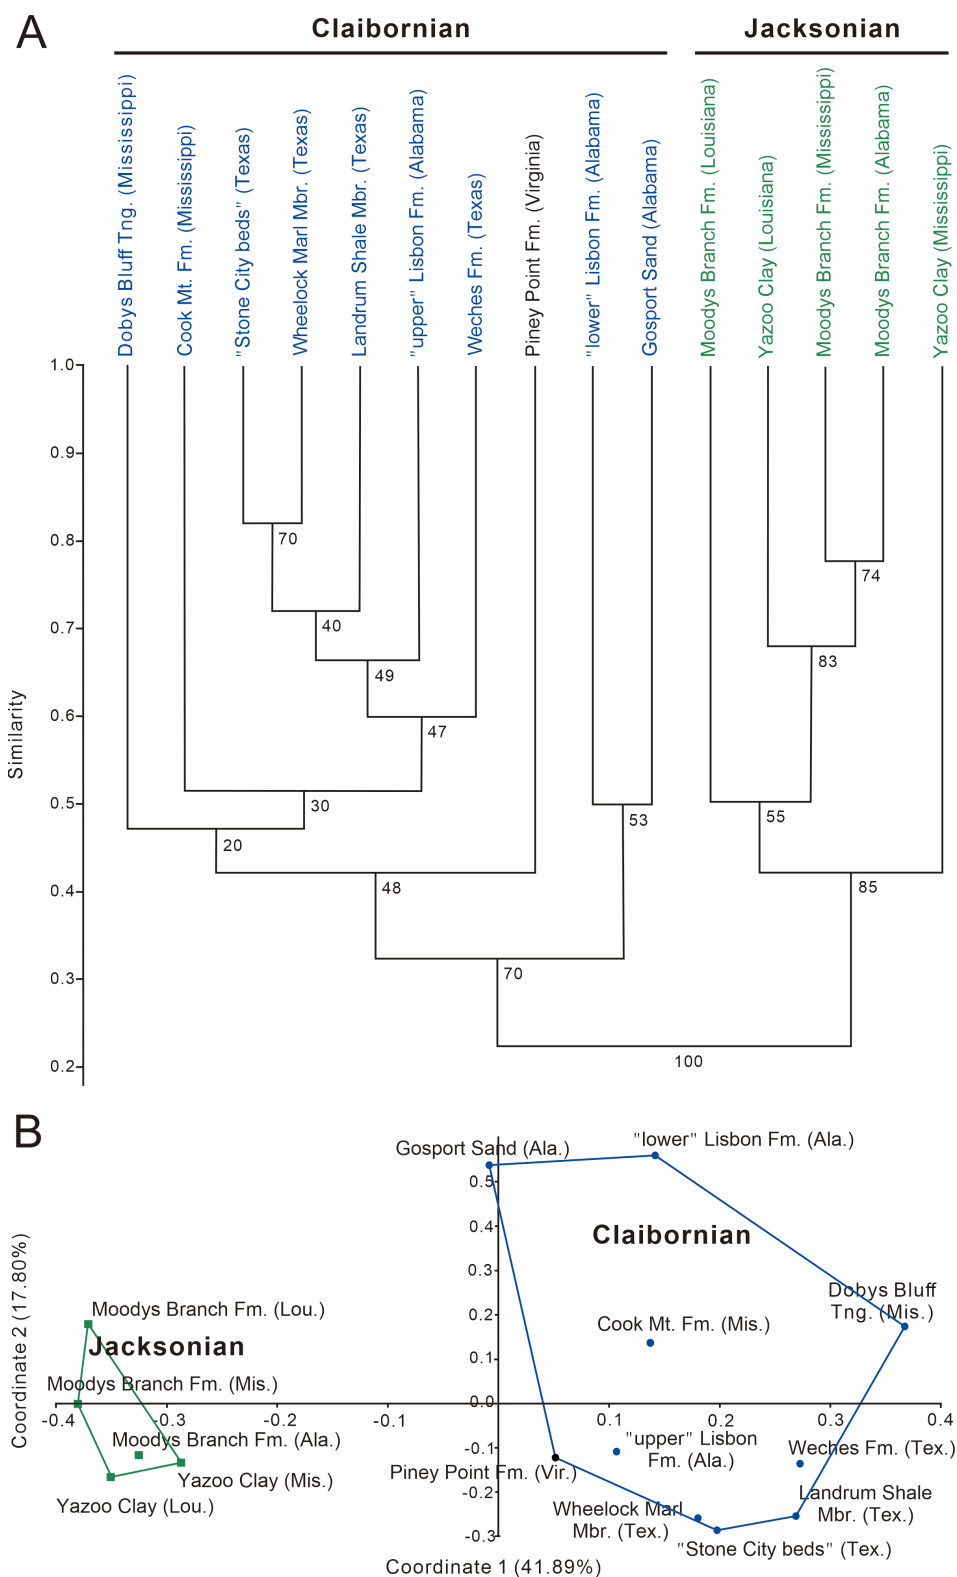 A
Claibornian
Jacksonian
Dobys Bluff Tng. (Mississippi)
Cook Mt. Fm. (Mississippi)
"Stone City beds" (Texas)
Wheelock Marl Mbr. (Texas)
Landrum Shale Mbr. (Texas)
"upper" Lisbon Fm. (Alabama)
Weches Fm. (Texas)
Piney Point Fm. (Virginia)
"lower" Lisbon Fm. (Alabama)
Gosport Sand (Alabama)
Moodys Branch Fm. (Louisiana)
Yazoo Clay (Louisiana)
Moodys Branch Fm. (Mississippi)
Moodys Branch Fm. (Alabama)
Yazoo Clay (Mississippi)
Similarity
1.0
0.9
0.8
0.7
0.6
0.5
0.4
0.3
0.2
70
74
40
83
49
47
30
53
55
20
48
85
70
100
B
Gosport Sand (Ala.)
"lower" Lisbon Fm. (Ala.)
Claibornian
Dobys Bluff
Tng. (Mis.)
Cook Mt. Fm. (Mis.)
Moodys Branch Fm. (Lou.)
Jacksonian
Moodys Branch Fm. (Mis.)
Moodys Branch Fm. (Ala.)
Yazoo Clay (Mis.)
Yazoo Clay (Lou.)
"upper" Lisbon
Fm. (Ala.)
Weches Fm. (Tex.)
Piney Point Fm. (Vir.)
Landrum Shale
Mbr. (Tex.)
Wheelock Marl
Mbr. (Tex.)
"Stone City beds" (Tex.)
0.5
0.4
0.3
0.2
0.1
0.0
-0.1
-0.2
-0.3
-0.4
-0.3
-0.2
-0.1
0.1
0.2
0.3
0.4
Coordinate 2 (17.80%)
Coordinate 1 (41.89%)